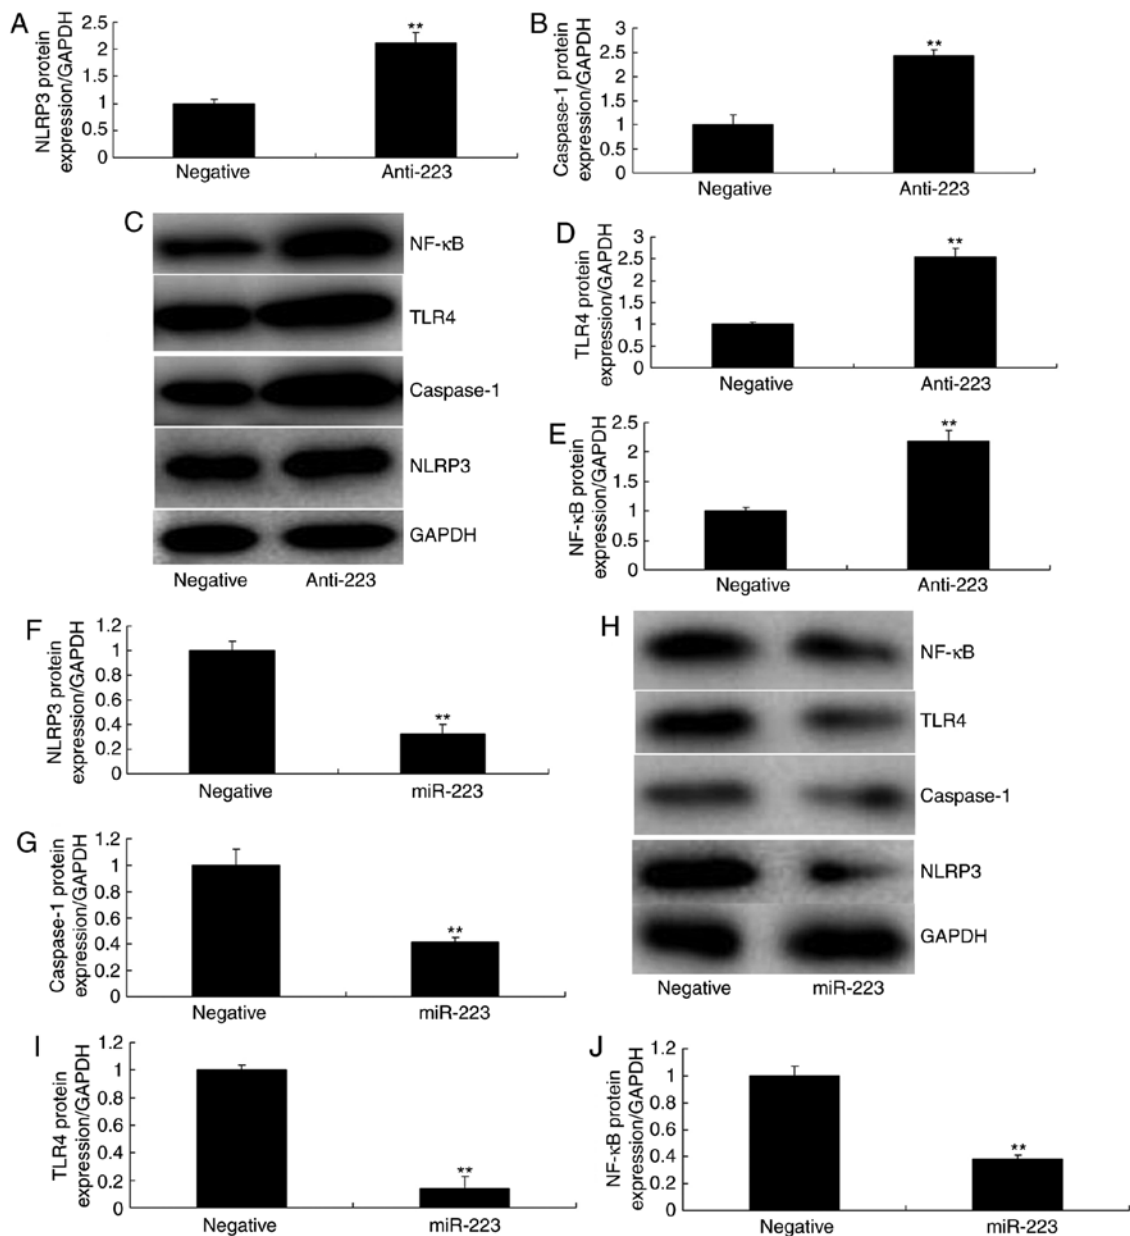 A
NLRP3 protein
expression/GAPDH
2.5
2
1.5
1
0.5
0
**
Negative
Anti-223
B
Caspase-1 protein
expression/GAPDH
3
2.5
2
1.5
1
0.5
0
**
Negative
Anti-223
C
NF-κB
TLR4
Caspase-1
NLRP3
GAPDH
Negative
Anti-223
D
TLR4 protein
expression/GAPDH
3
2.5
2
1.5
1
0.5
0
**
Negative
Anti-223
E
NF-κB protein
expression/GAPDH
2.5
2
1.5
1
0.5
0
**
Negative
Anti-223
F
NLRP3 protein
expression/GAPDH
1.2
1
0.8
0.6
0.4
0.2
0
**
Negative
miR-223
G
Caspase-1 protein
expression/GAPDH
1.2
1
0.8
0.6
0.4
0.2
0
**
Negative
miR-223
H
NF-κB
TLR4
Caspase-1
NLRP3
GAPDH
Negative
miR-223
I
TLR4 protein
expression/GAPDH
1.2
1
0.8
0.6
0.4
0.2
0
**
Negative
miR-223
J
NF-κB protein
expression/GAPDH
1.2
1
0.8
0.6
0.4
0.2
0
**
Negative
miR-223